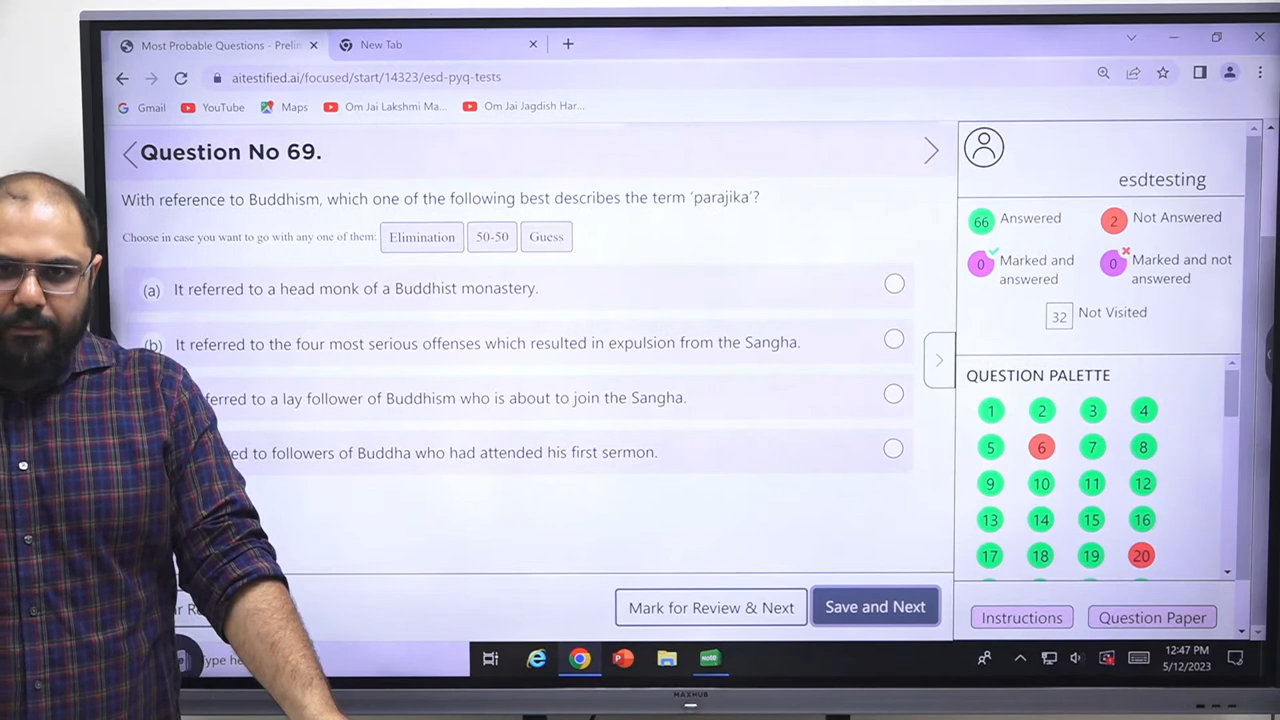 Most Probable Questions - Prelin
New Tab
aitestified.ai/focused/start/14323/esd-pyq-tests
Gmail YouTube Maps Om Jai Lakshmi Ma... Om Jai Jagdish Har...
Question No 69.
With reference to Buddhism, which one of the following best describes the term ‘parajika’?
Choose in case you want to go with any one of them: Elimination 50-50 Guess
(a) It referred to a head monk of a Buddhist monastery.
(b) It referred to the four most serious offenses which resulted in expulsion from the Sangha.
ferred to a lay follower of Buddhism who is about to join the Sangha.
ed to followers of Buddha who had attended his first sermon.
Mark for Review & Next Save and Next
esdtesting
66 Answered 2 Not Answered
0 Marked and answered 0 Marked and not answered
32 Not Visited
QUESTION PALETTE
1 2 3 4
5 6 7 8
9 10 11 12
13 14 15 16
17 18 19 20
Instructions Question Paper
ype he
12:47 PM
5/12/2023
MAXHUB